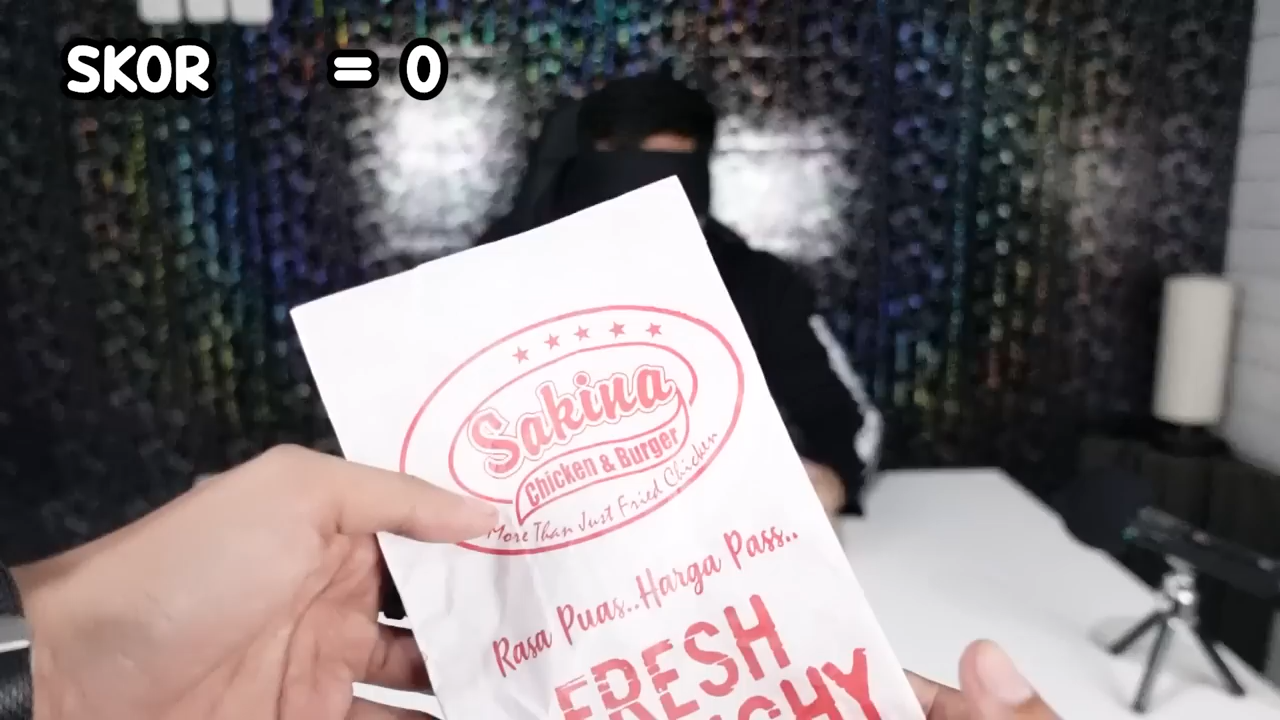 SKOR = 0
Sakina
Chicken & Burger
More Than Just Fried Chicken
Rasa Puas..Harga Pass..
FRESH